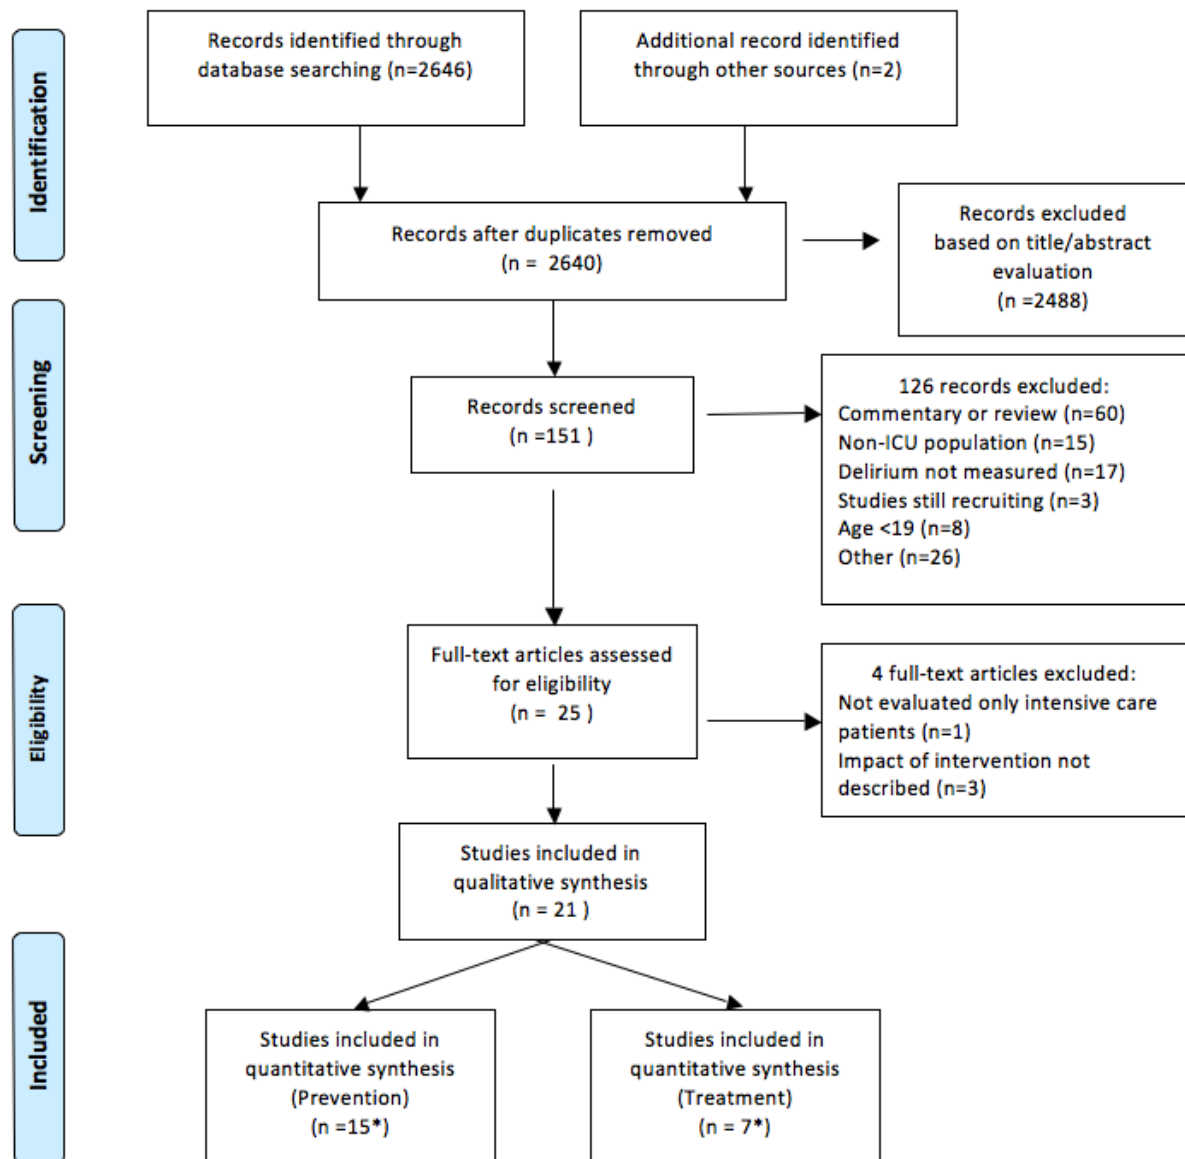 Identification
Records identified through
database searching (n=2646)
Additional record identified
through other sources (n=2)
Records after duplicates removed
(n =  2640)
Records excluded
based on title/abstract
evaluation
(n =2488)
Screening
Records screened
(n =151 )
126 records excluded:
Commentary or review (n=60)
Non-ICU population (n=15)
Delirium not measured (n=17)
Studies still recruiting (n=3)
Age <19 (n=8)
Other (n=26)
Eligibility
Full-text articles assessed
for eligibility
(n =  25 )
4 full-text articles excluded:
Not evaluated only intensive care
patients (n=1)
Impact of intervention not
described (n=3)
Studies included in
qualitative synthesis
(n = 21 )
Included
Studies included in
quantitative synthesis
(Prevention)
(n =15*)
Studies included in
quantitative synthesis
(Treatment)
(n = 7*)